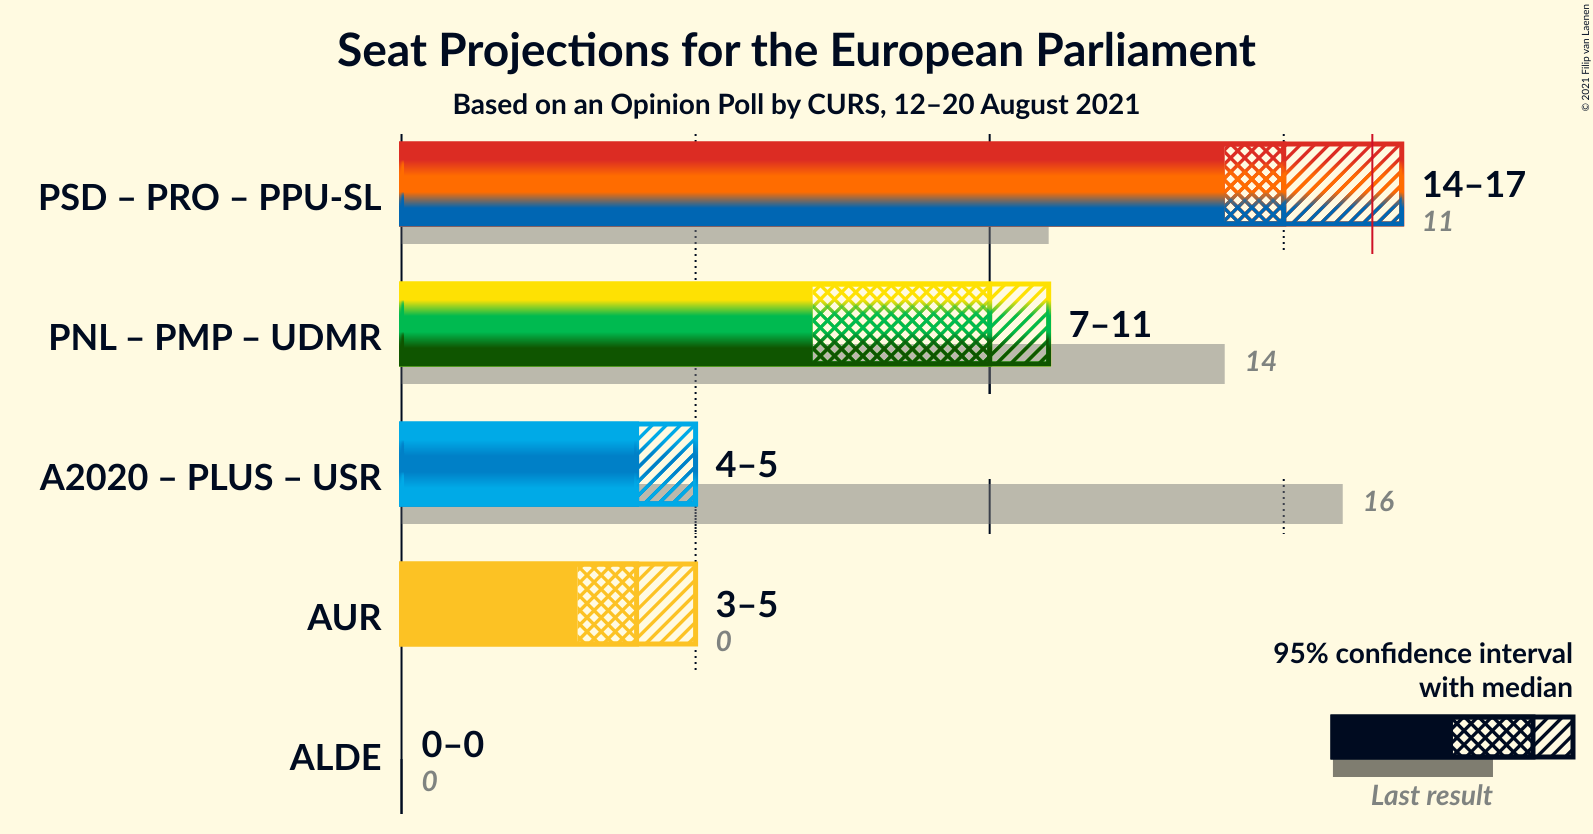 Seat Projections for the European Parliament
Based on an Opinion Poll by CURS, 12–20 August 2021
© 2021 Filip van Laenen
PSD – PRO – PPU-SL
14–17
11
PNL – PMP – UDMR
7–11
14
A2020 – PLUS – USR
4–5
16
AUR
3–5
0
ALDE
0–0
0
95% confidence interval
with median
Last result